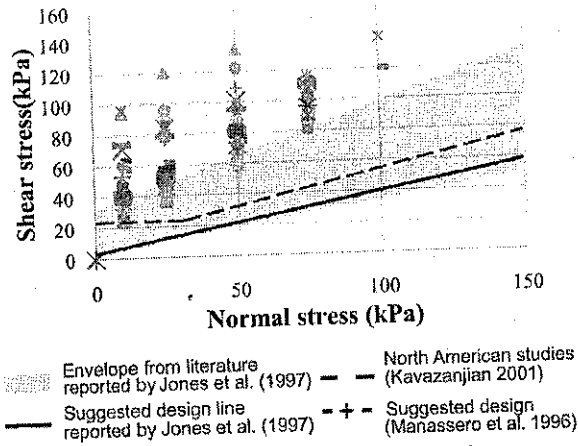 160
140
120
100
80
60
40
20
0
Shear stress(kPa)
0 50 100 150
Normal stress (kPa)
Envelope from literature
reported by Jones et al. (1997)
North American studies
(Kavazanjian 2001)
Suggested design line
reported by Jones et al. (1997)
Suggested design
(Manassero et al. 1996)